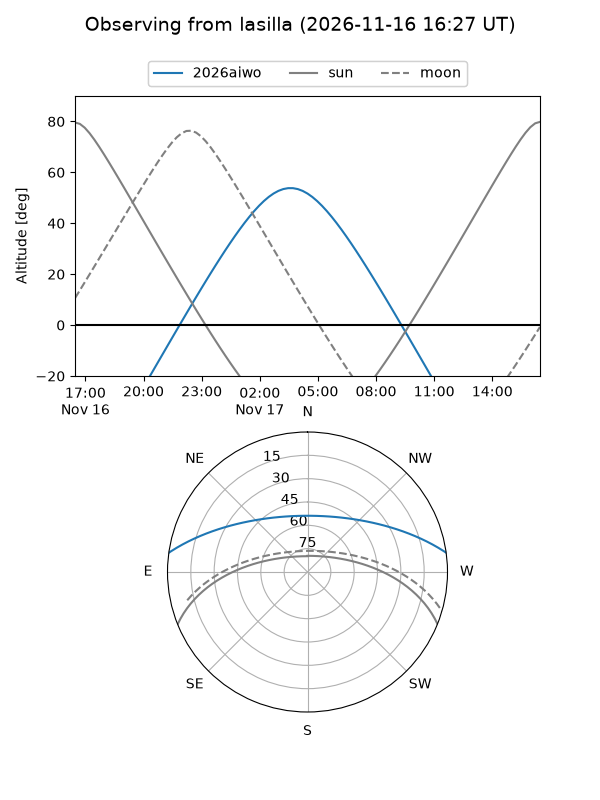 Observing from lasilla (2026-11-16 16:27 UT)
2026aiwo sun moon
Altitude [deg]
80
60
40
20
0
−20
17:00 20:00 23:00 02:00 05:00 08:00 11:00 14:00
Nov 16 Nov 17
N
NE NW
15
30
45
60
75
E W
SE SW
S